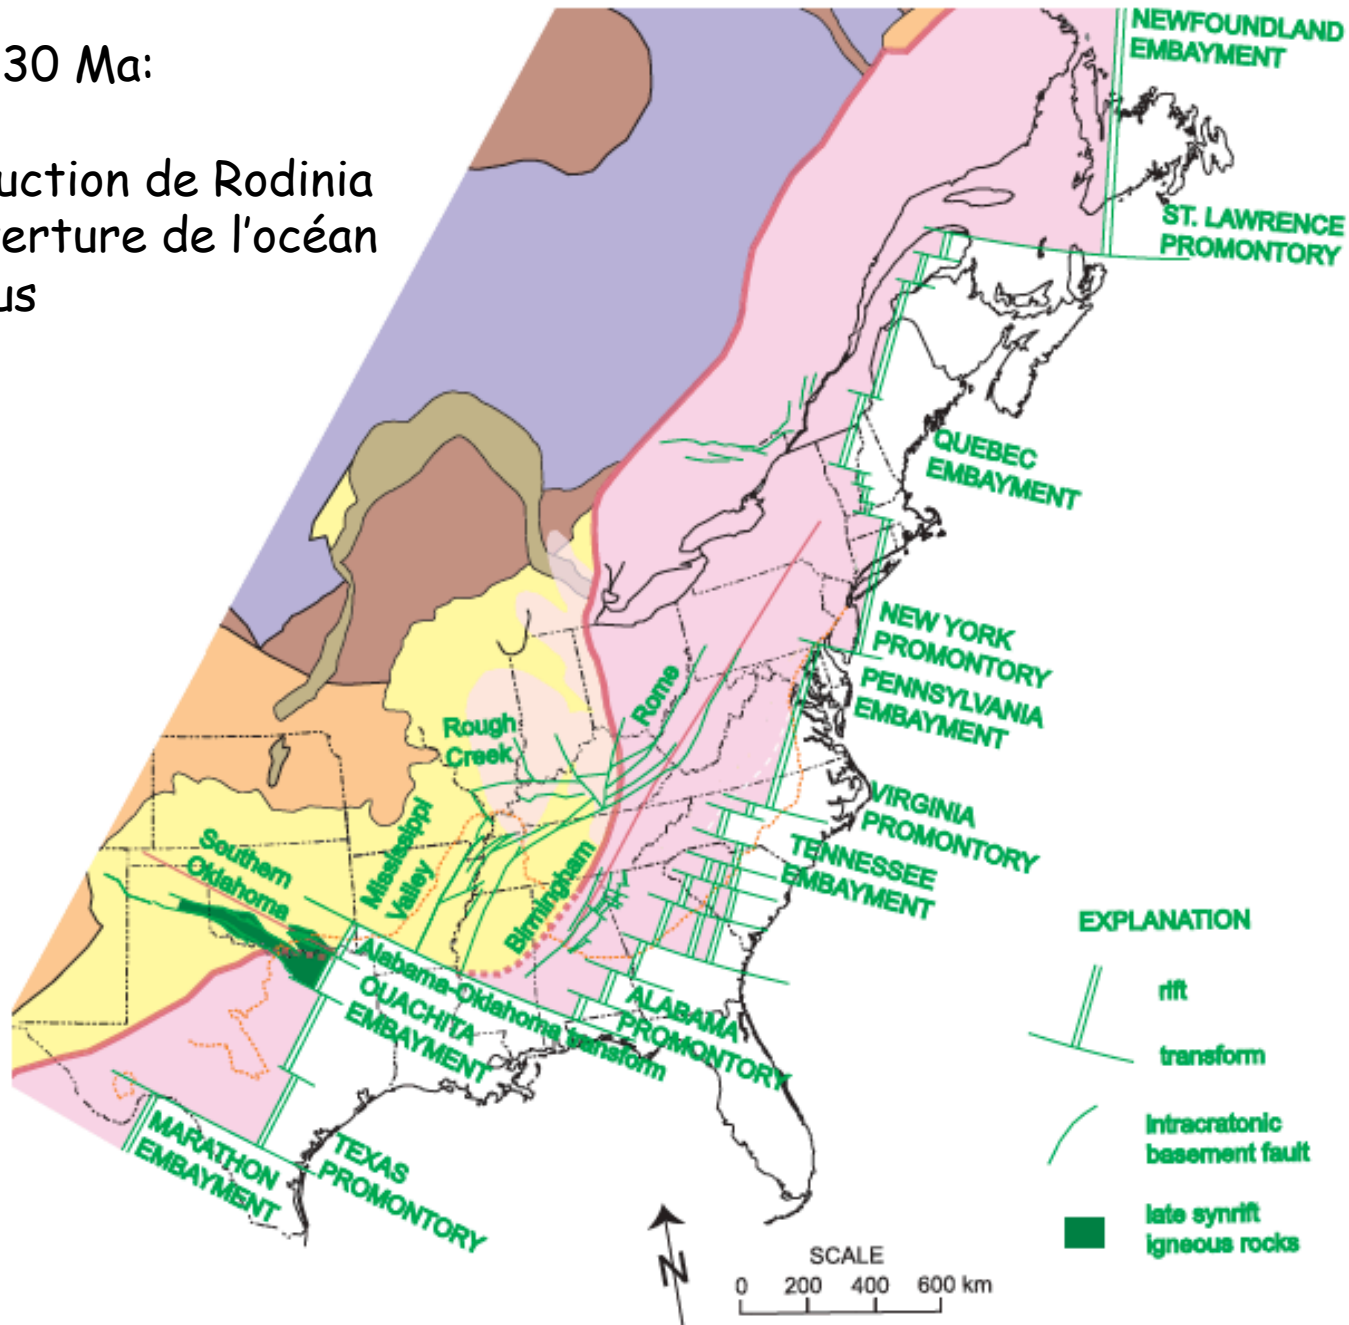 30 Ma:
uction de Rodinia
erture de l'océan
us
NEWFOUNDLAND
EMBAYMENT
ST. LAWRENCE
PROMONTORY
QUEBEC
EMBAYMENT
NEW YORK
PROMONTORY
PENNSYLVANIA
EMBAYMENT
Rome
Rough
Creek
VIRGINIA
PROMONTORY
Mississippi
Valley
TENNESSEE
EMBAYMENT
Southern
Oklahoma
Birmingham
Alabama-Oklahoma transform
OUACHITA
EMBAYMENT
ALABAMA
PROMONTORY
MARATHON
EMBAYMENT
TEXAS
PROMONTORY
EXPLANATION
rift
transform
Intracratonic
basement fault
late synrift
igneous rocks
N
SCALE
0 200 400 600 km